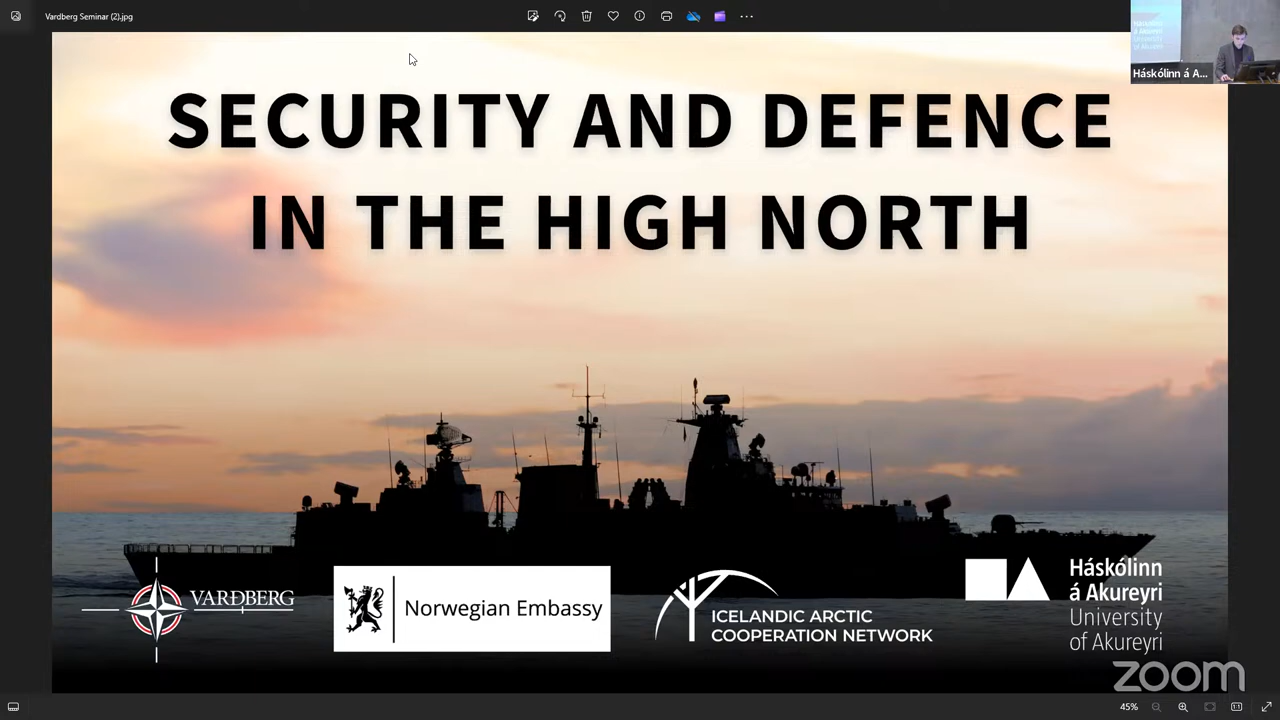 Vardberg Seminar (2).jpg
Háskólinn á A...
SECURITY AND DEFENCE
IN THE HIGH NORTH
VARÐBERG
Norwegian Embassy
ICELANDIC ARCTIC
COOPERATION NETWORK
Háskólinn
á Akureyri
University
of Akureyri
zoom
45%